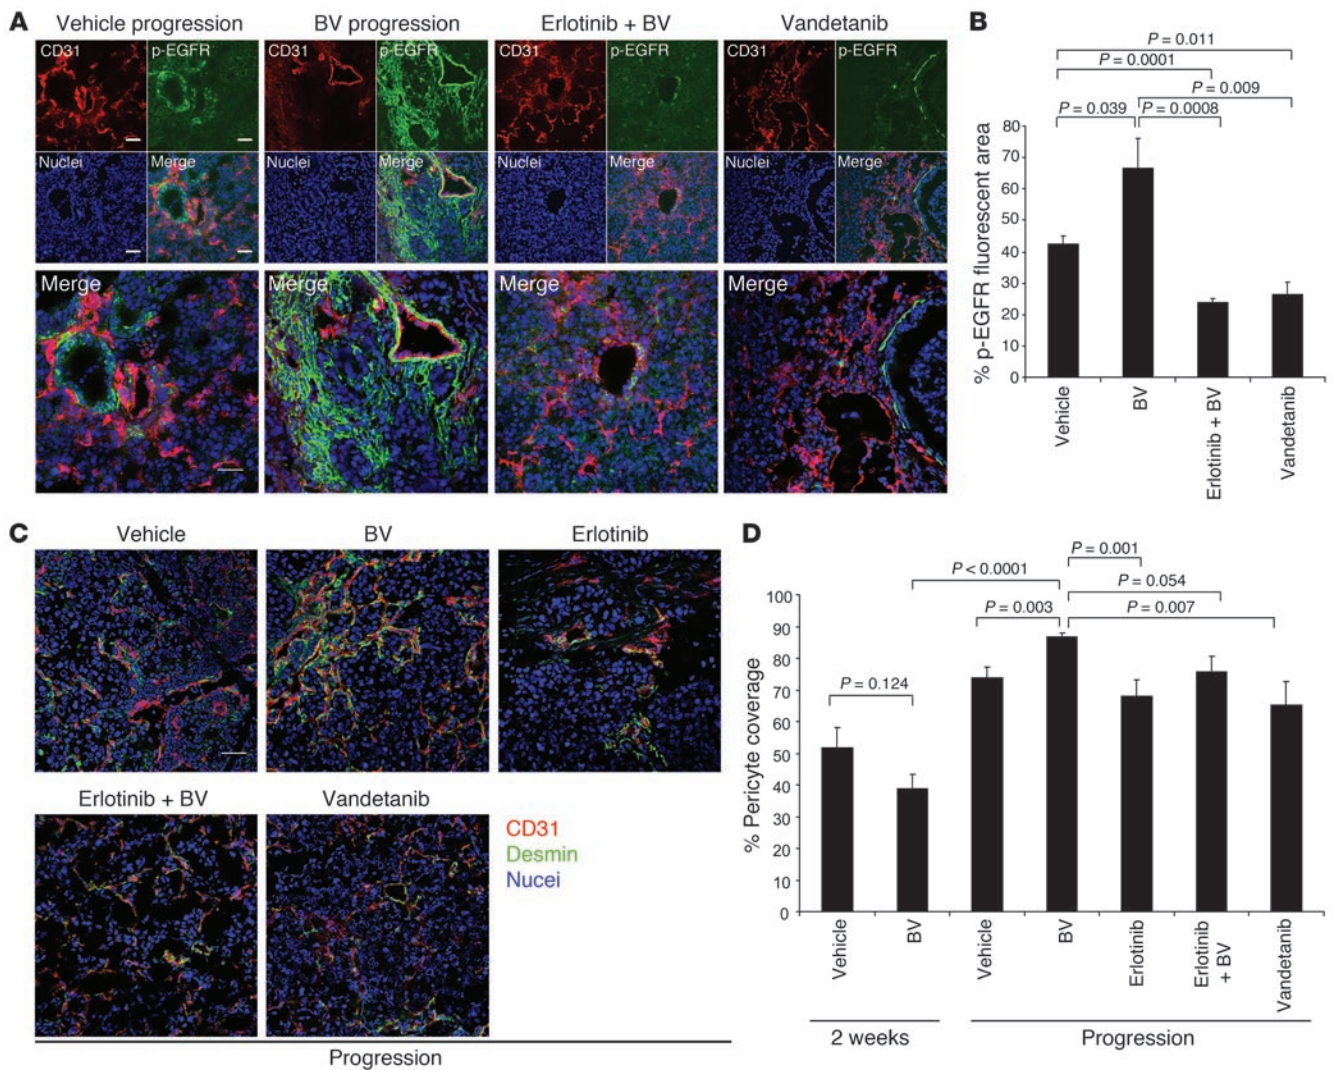 A
Vehicle progression
BV progression
Erlotinib + BV
Vandetanib
CD31
p-EGFR
CD31
p-EGFR
CD31
p-EGFR
CD31
p-EGFR
Nuclei
Merge
Nuclei
Merge
Nuclei
Merge
Nuclei
Merge
Merge
Merge
Merge
Merge
B
P = 0.011
P = 0.0001
P = 0.009
P = 0.039
P = 0.0008
% p-EGFR fluorescent area
80
70
60
50
40
30
20
10
0
Vehicle
BV
Erlotinib + BV
Vandetanib
C
Vehicle
BV
Erlotinib
Erlotinib + BV
Vandetanib
CD31
Desmin
Nucei
Progression
D
P = 0.001
P < 0.0001
P = 0.054
P = 0.003
P = 0.007
P = 0.124
% Pericyte coverage
100
90
80
70
60
50
40
30
20
10
0
Vehicle
BV
Vehicle
BV
Erlotinib
Erlotinib
+ BV
Vandetanib
2 weeks
Progression